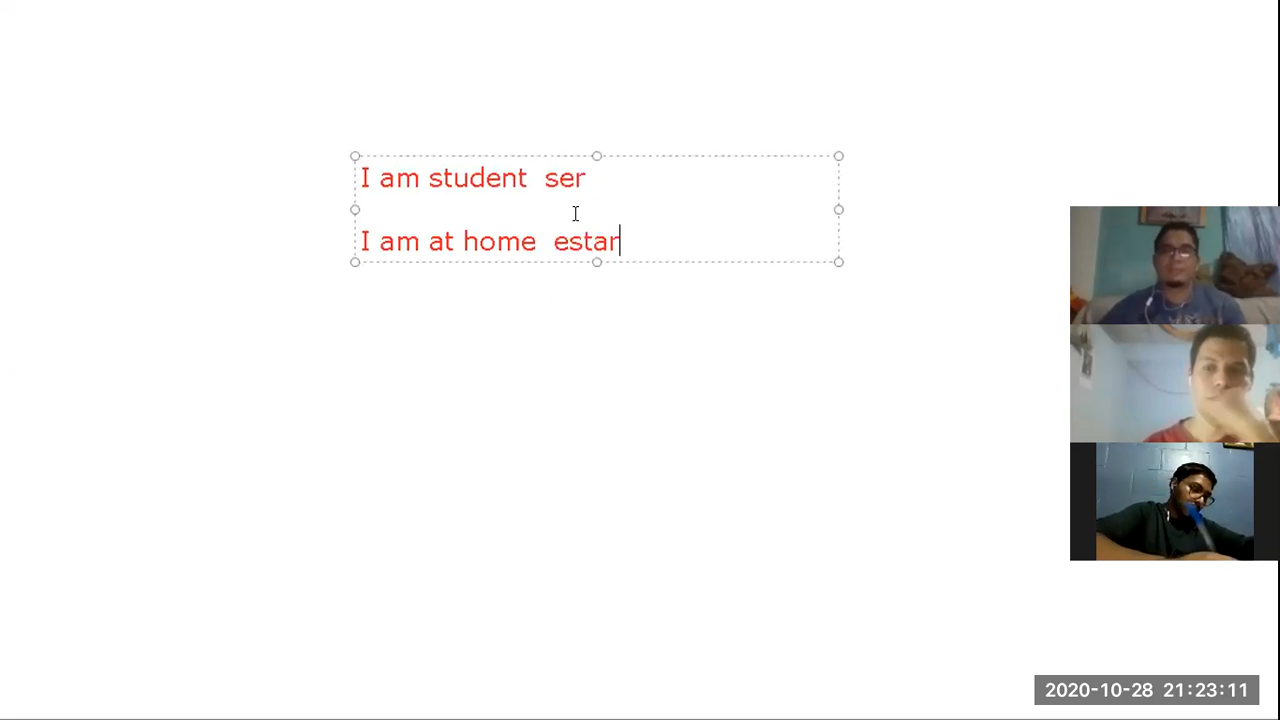 I am student  ser
I am at home  estar
2020-10-28 21:23:11